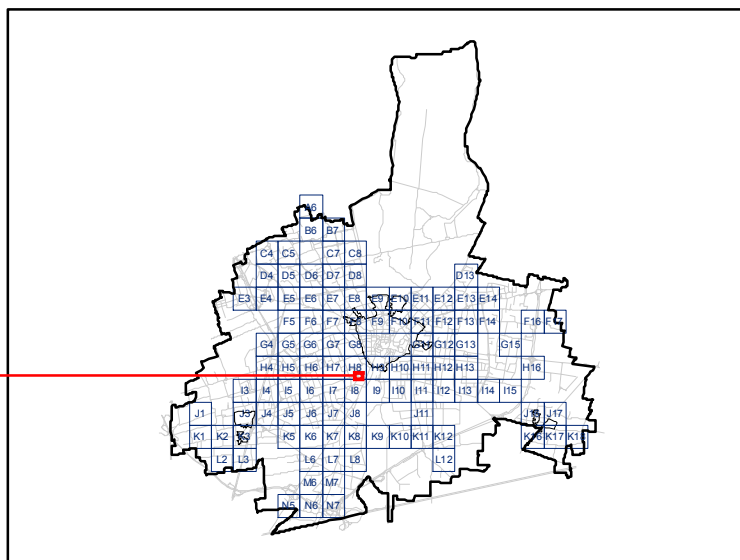 A6
B6 B7
C4 C5 C7 C8
D4 D5 D6 D7 D8 D13
E3 E4 E5 E6 E7 E8 E9 E10 E11 E12 E13 E14
F5 F6 F7 F8 F9 F10 F11 F12 F13 F14 F16 F17
G4 G5 G6 G7 G8 G12 G13 G15
H4 H5 H6 H7 H8 H9 H10 H11 H12 H13 H16
I3 I4 I5 I6 I7 I8 I9 I10 I11 I12 I13 I14 I15
J1 J3 J4 J5 J6 J7 J8 J11 J17
K1 K2 K5 K6 K7 K8 K9 K10 K11 K12 K16 K17 K18
L2 L3 L6 L7 L8 L12
M6 M7
N5 N6 N7